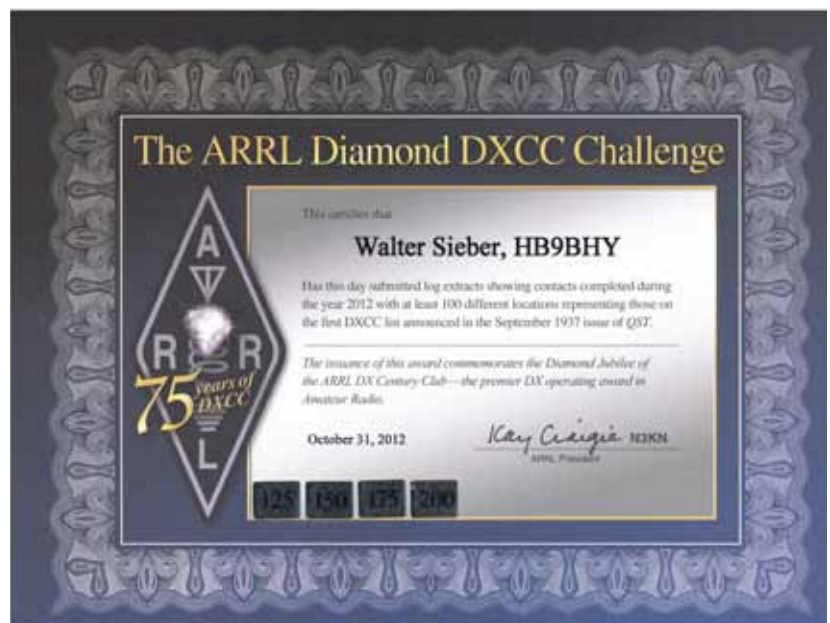 The ARRL Diamond DXCC Challenge
This certifies that
Walter Sieber, HB9BHY
Has this day submitted log extracts showing contacts completed during
the year 2012 with at least 100 different locations representing those on
the first DXCC list announced in the September 1937 issue of QST.
The issuance of this award commemorates the Diamond Jubilee of
the ARRL DX Century Club—the premier DX operating award in
Amateur Radio.
October 31, 2012
Kay Craigie N3KN
ARRL President
A
R R
L
75 years of
DXCC
125 150 175 200